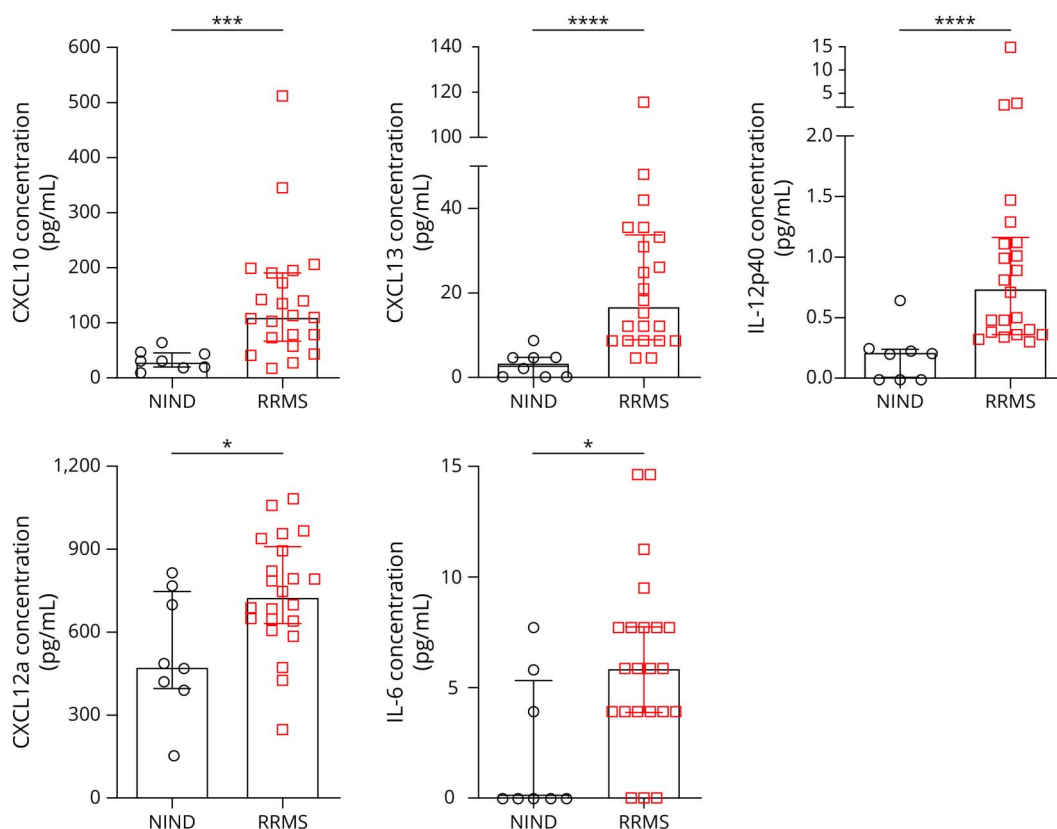 ***
CXCL10 concentration
(pg/mL)
600
500
400
300
200
100
0
NIND
RRMS
****
CXCL13 concentration
(pg/mL)
140
120
100
40
20
0
NIND
RRMS
****
IL-12p40 concentration
(pg/mL)
15
10
5
2.0
1.5
1.0
0.5
0.0
NIND
RRMS
*
CXCL12a concentration
(pg/mL)
1,200
900
600
300
0
NIND
RRMS
*
IL-6 concentration
(pg/mL)
15
10
5
0
NIND
RRMS